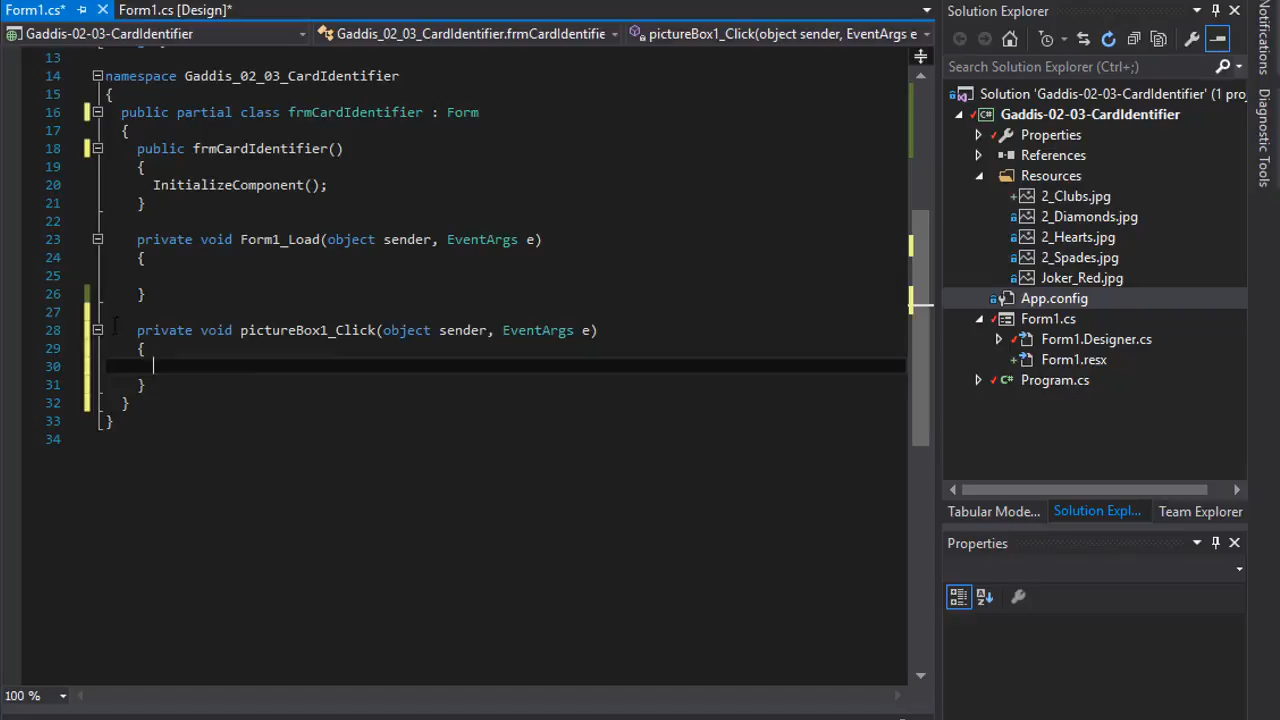 Form1.cs*
Form1.cs [Design]*
Gaddis-02-03-CardIdentifier
Gaddis_02_03_CardIdentifier.frmCardIdentifie
pictureBox1_Click(object sender, EventArgs e
13
14 namespace Gaddis_02_03_CardIdentifier
15 {
16 public partial class frmCardIdentifier : Form
17 {
18 public frmCardIdentifier()
19 {
20 InitializeComponent();
21 }
22
23 private void Form1_Load(object sender, EventArgs e)
24 {
25
26 }
27
28 private void pictureBox1_Click(object sender, EventArgs e)
29 {
30
31 }
32 }
33 }
34
100 %
Solution Explorer
Search Solution Explorer (Ctrl+;)
Solution 'Gaddis-02-03-CardIdentifier' (1 proj
Gaddis-02-03-CardIdentifier
Properties
References
Resources
2_Clubs.jpg
2_Diamonds.jpg
2_Hearts.jpg
2_Spades.jpg
Joker_Red.jpg
App.config
Form1.cs
Form1.Designer.cs
Form1.resx
Program.cs
Tabular Mode...
Solution Expl...
Team Explorer
Properties
Notifications
Diagnostic Tools